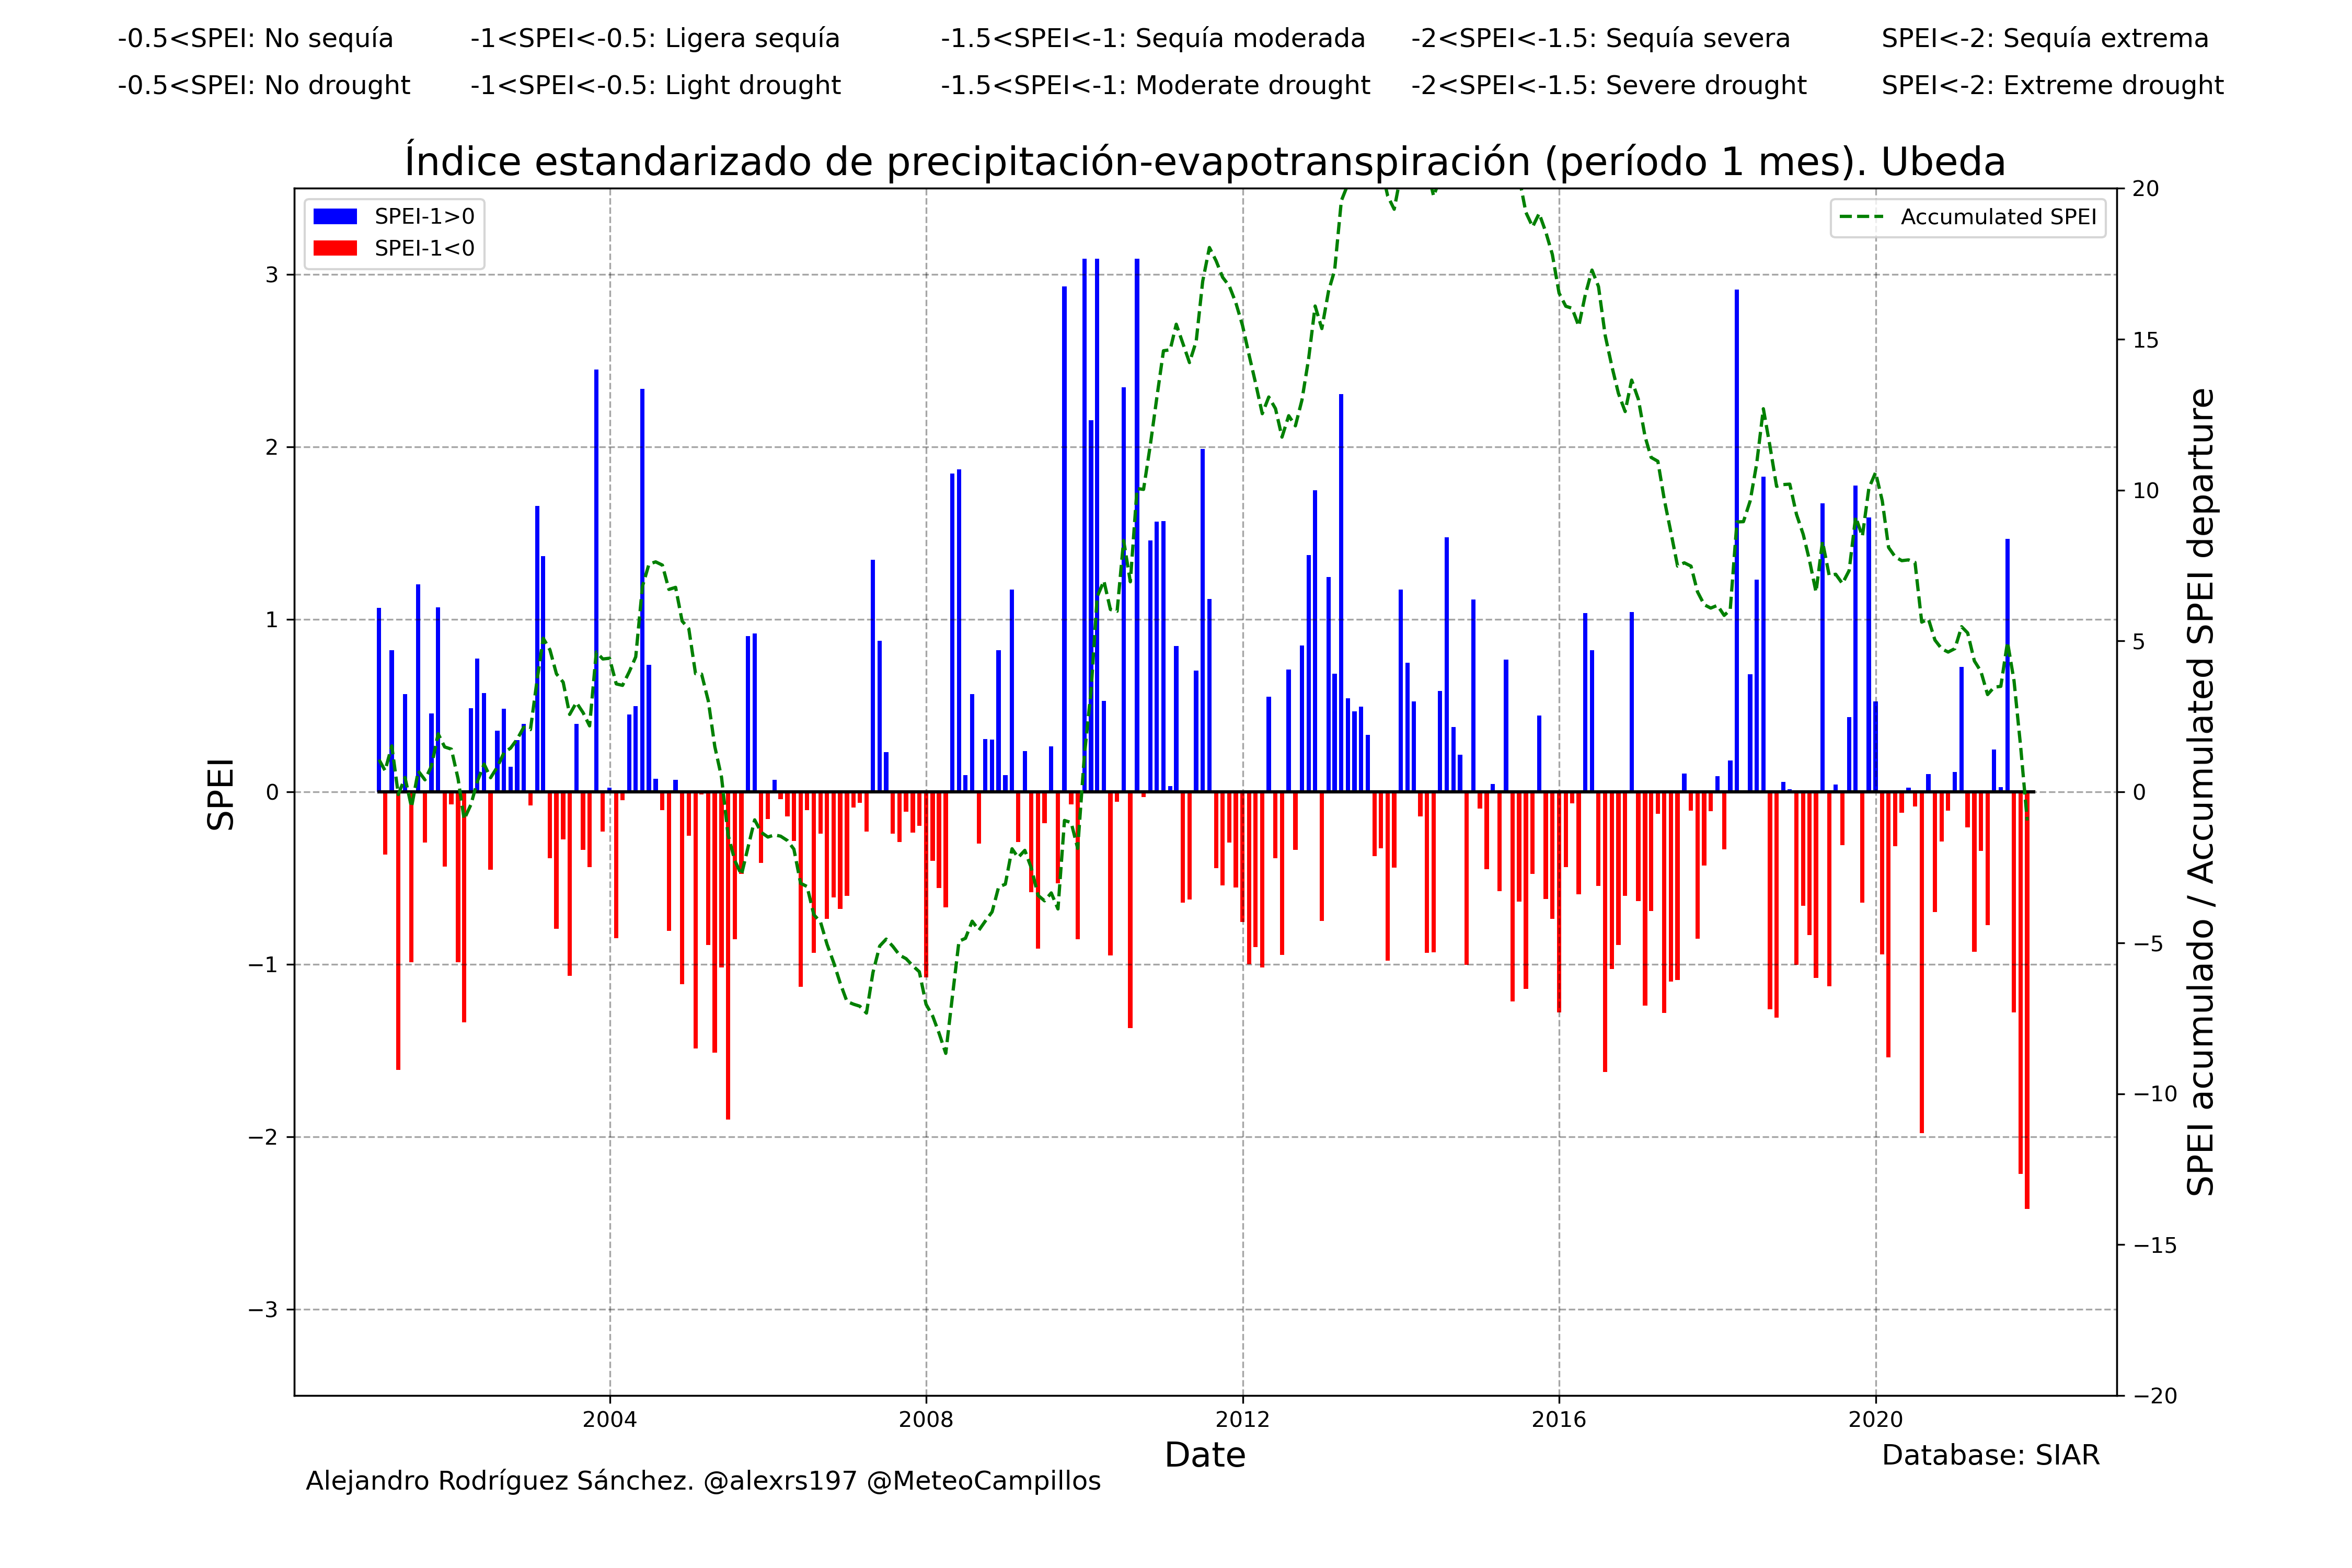 -0.5<SPEI: No sequía -1<SPEI<-0.5: Ligera sequía -1.5<SPEI<-1: Sequía moderada -2<SPEI<-1.5: Sequía severa SPEI<-2: Sequía extrema
-0.5<SPEI: No drought -1<SPEI<-0.5: Light drought -1.5<SPEI<-1: Moderate drought -2<SPEI<-1.5: Severe drought SPEI<-2: Extreme drought
Índice estandarizado de precipitación-evapotranspiración (período 1 mes). Ubeda
SPEI-1>0
SPEI-1<0
Accumulated SPEI
SPEI
3
2
1
0
−1
−2
−3
20
15
10
5
0
−5
−10
−15
−20
SPEI acumulado / Accumulated SPEI departure
2004 2008 2012 2016 2020
Date
Database: SIAR
Alejandro Rodríguez Sánchez. @alexrs197 @MeteoCampillos